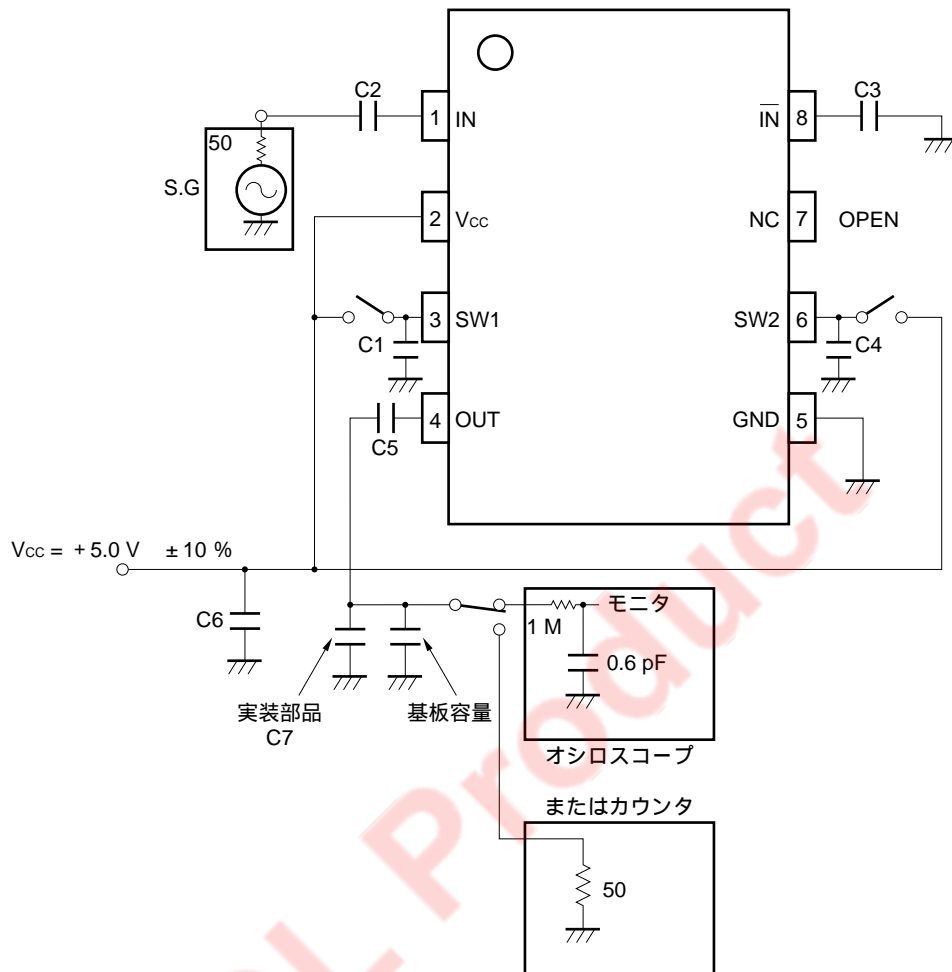 C2
C3
1 IN
IN 8
50
S.G
2 VCC
NC 7 OPEN
3 SW1
SW2 6
C1
C4
4 OUT
GND 5
C5
VCC = +5.0 V ±10 %
C6
モニタ
1 M
0.6 pF
実装部品
C7
基板容量
オシロスコープ
またはカウンタ
50
L Product